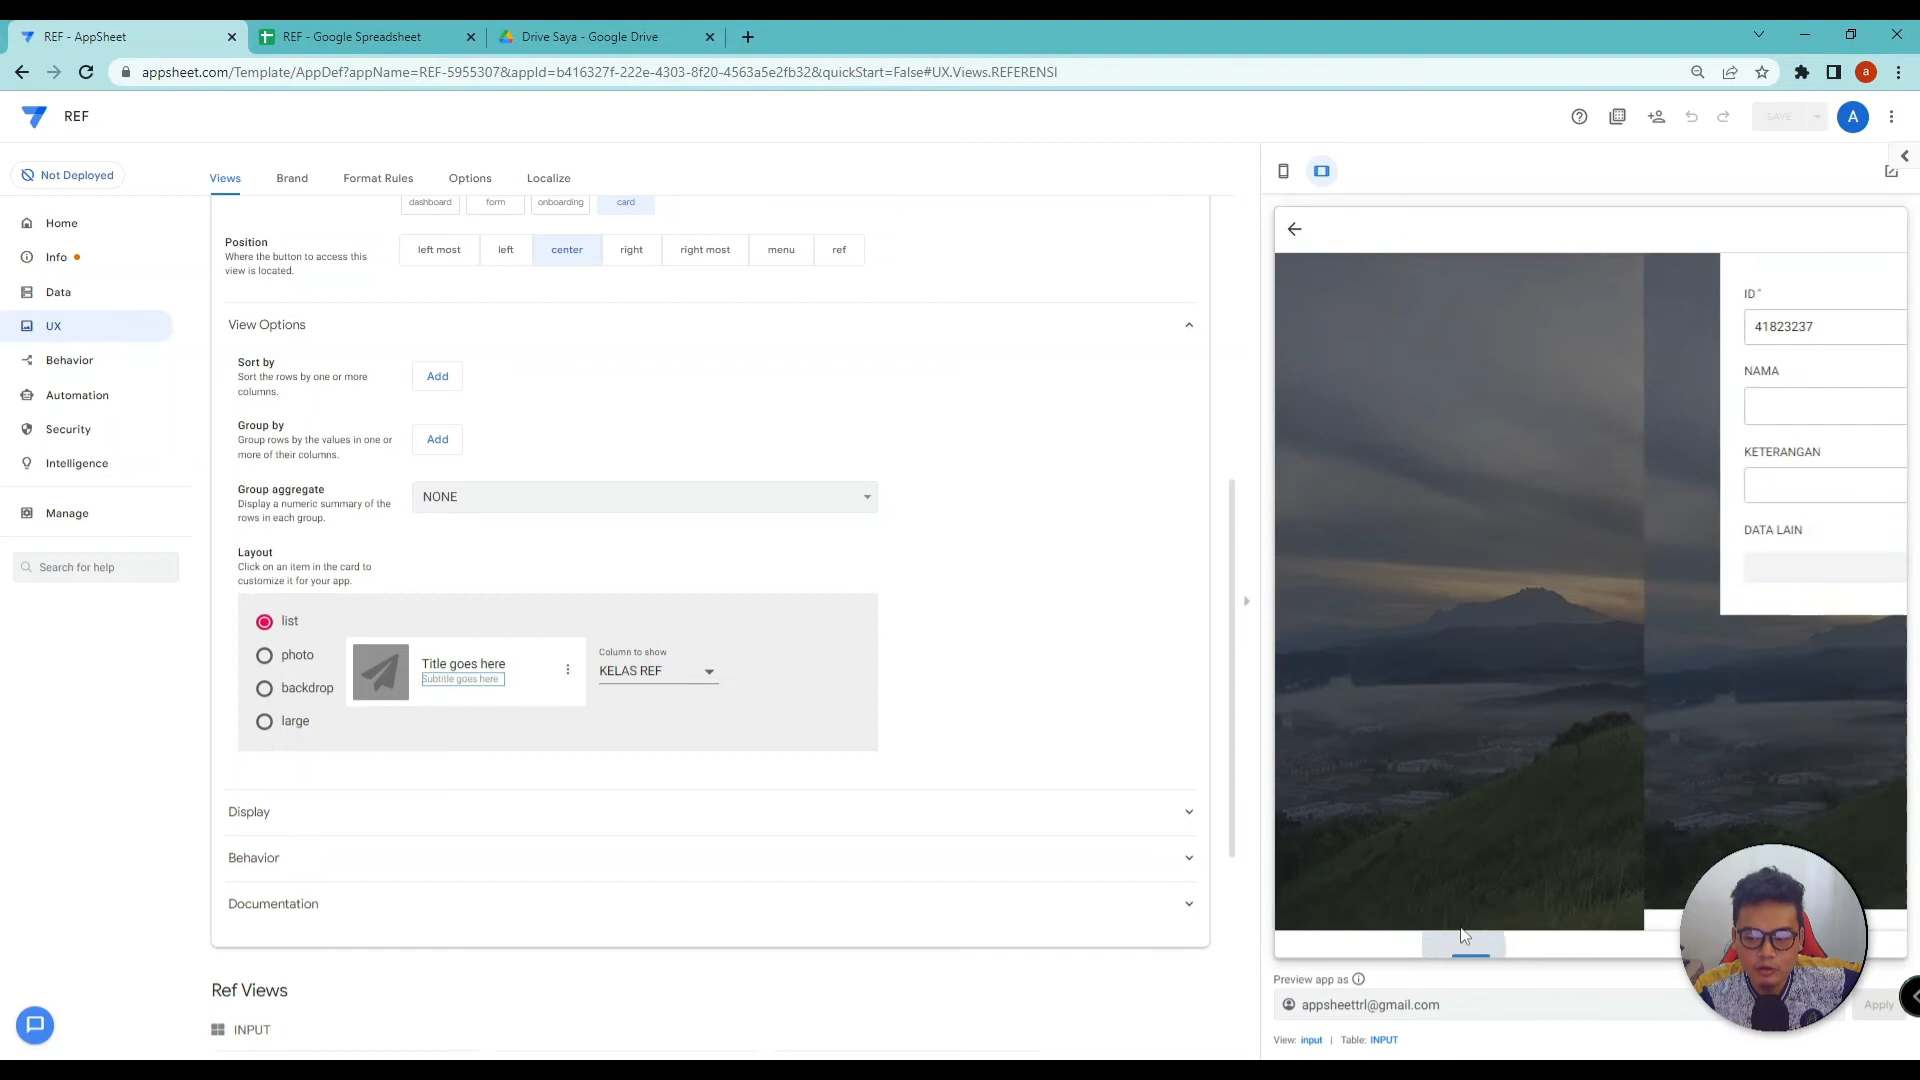 REF - AppSheet
REF - Google Spreadsheet
Drive Saya - Google Drive
appsheet.com/Template/AppDef?appName=REF-5955307&appId=b416327f-222e-4303-8f20-4563a5e2fb32&quickStart=False#UX.Views.REFERENSI
a
REF
SAVE
A
Not Deployed
Views
Brand
Format Rules
Options
Localize
Home
Info
Data
UX
Behavior
Automation
Security
Intelligence
Manage
Search for help
dashboard
form
onboarding
card
Position
Where the button to access this
view is located.
left most
left
center
right
right most
menu
ref
View Options
Sort by
Sort the rows by one or more
columns.
Add
Group by
Group rows by the values in one or
more of their columns.
Add
Group aggregate
Display a numeric summary of the
rows in each group.
NONE
Layout
Click on an item in the card to
customize it for your app.
list
photo
backdrop
large
Title goes here
Subtitle goes here
Column to show
KELAS REF
Display
Behavior
Documentation
Ref Views
INPUT
ID*
41823237
NAMA
KETERANGAN
DATA LAIN
Preview app as
appsheettrl@gmail.com
Apply
View: input | Table: INPUT